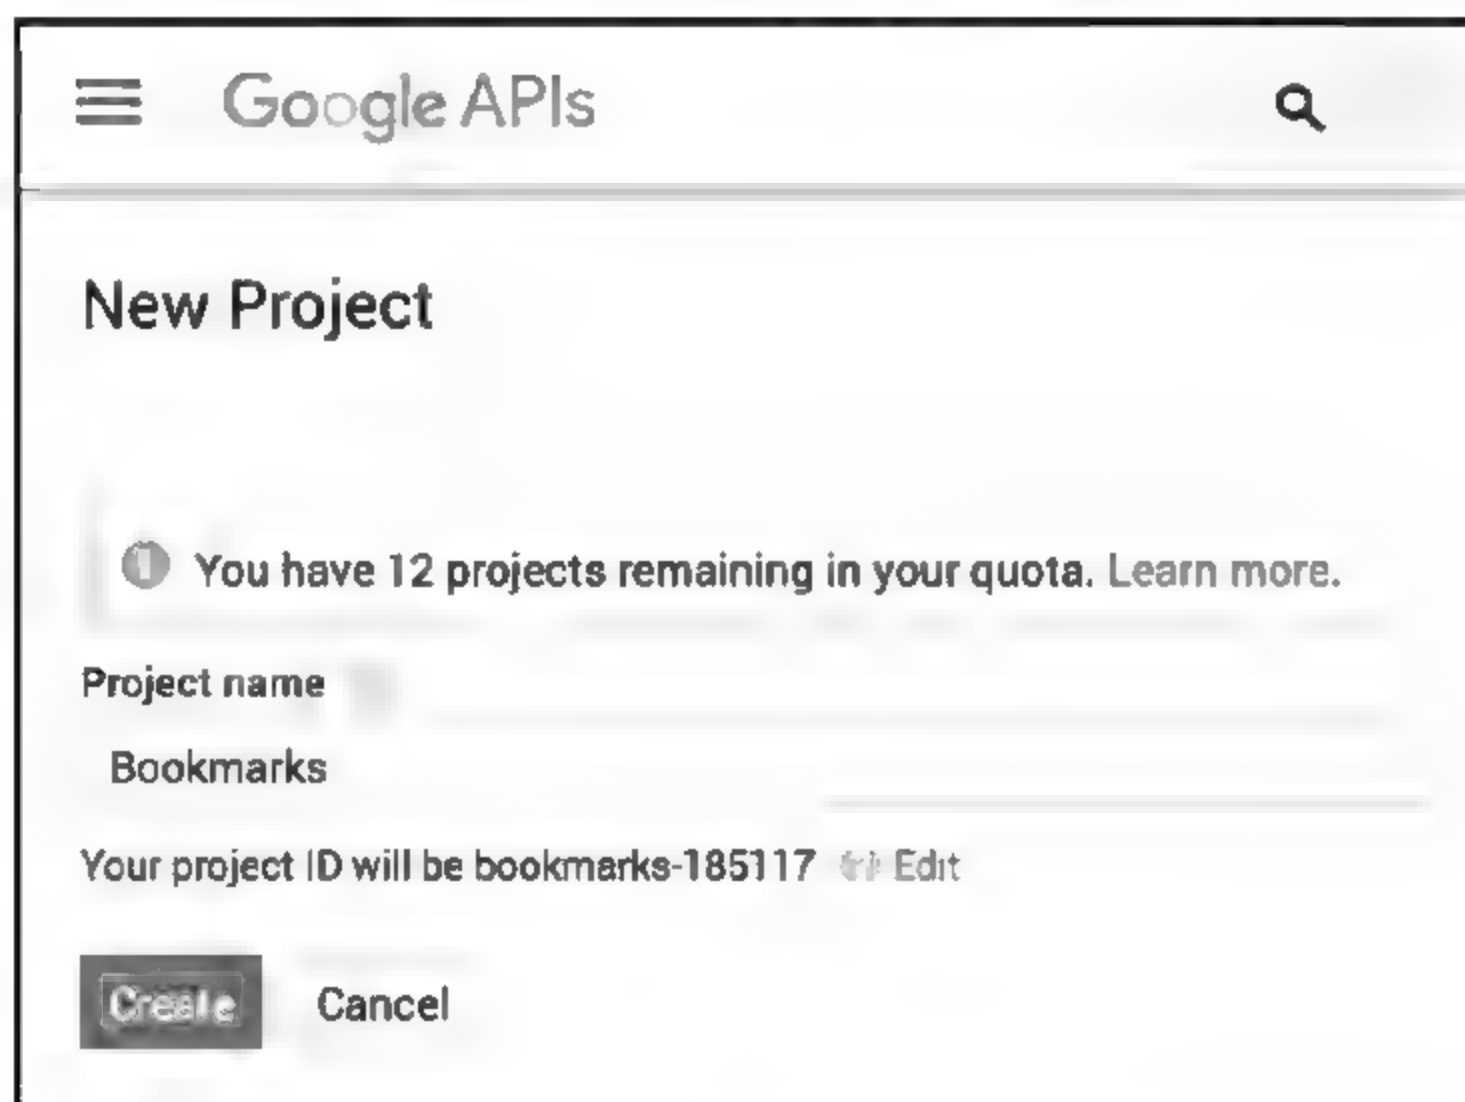 Google APIs
New Project
You have 12 projects remaining in your quota. Learn more.
Project name
Bookmarks
Your project ID will be bookmarks-185117 Edit
Create Cancel